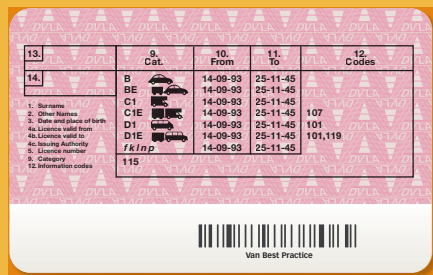 13.
14.
1. Surname
2. Other Names
3. Date and place of birth
4a. Licence valid from
4b. Licence valid to
4c. Issuing Authority
5. Licence number
9. Category
12. Information codes
9. Cat. 10. From 11. To 12. Codes
B 14-09-93 25-11-45
BE 14-09-93 25-11-45
C1 14-09-93 25-11-45
C1E 14-09-93 25-11-45 107
D1 14-09-93 25-11-45 101
D1E 14-09-93 25-11-45 101,119
fklnp 14-09-93 25-11-45
115
DVLA
Van Best Practice